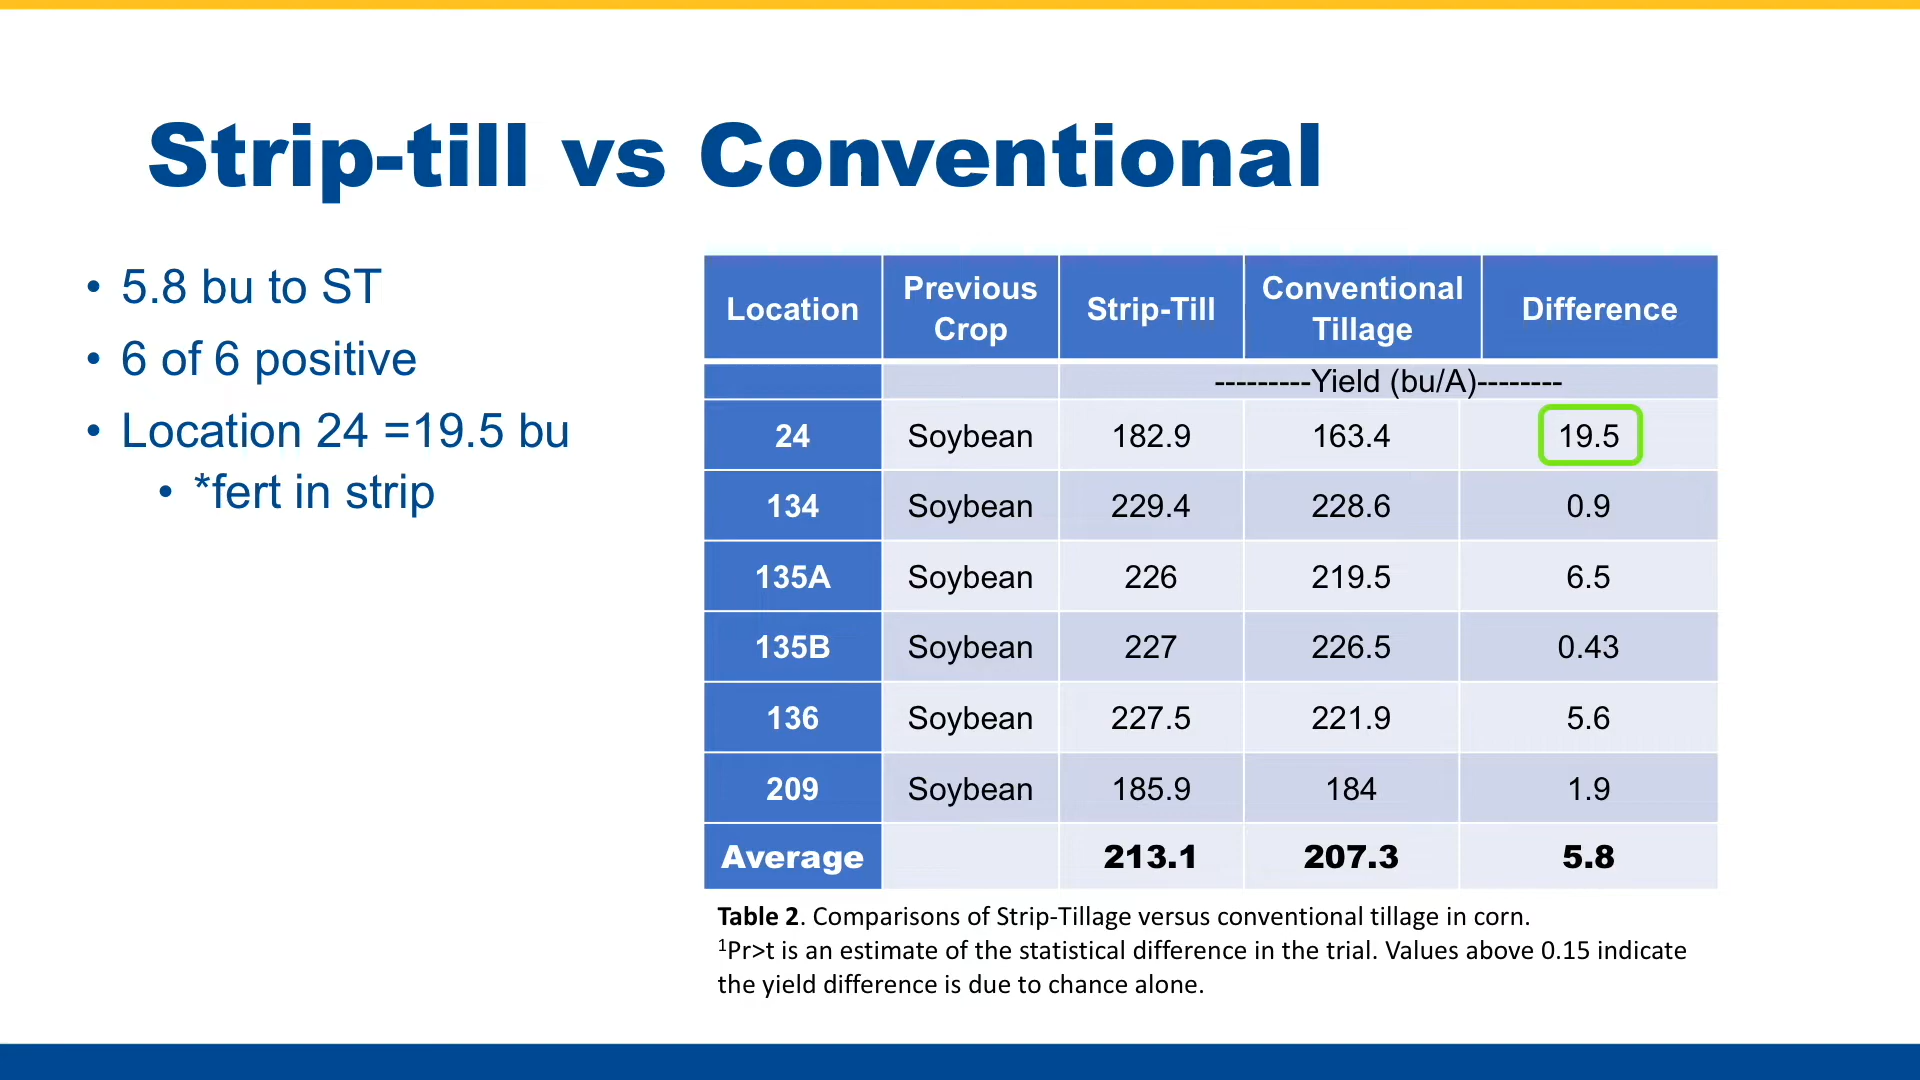 Strip-till vs Conventional
• 5.8 bu to ST
• 6 of 6 positive
• Location 24 =19.5 bu
• *fert in strip
Location Previous Crop Strip-Till Conventional Tillage Difference
---------Yield (bu/A)--------
24 Soybean 182.9 163.4 19.5
134 Soybean 229.4 228.6 0.9
135A Soybean 226 219.5 6.5
135B Soybean 227 226.5 0.43
136 Soybean 227.5 221.9 5.6
209 Soybean 185.9 184 1.9
Average 213.1 207.3 5.8
Table 2. Comparisons of Strip-Tillage versus conventional tillage in corn.
¹Pr>t is an estimate of the statistical difference in the trial. Values above 0.15 indicate
the yield difference is due to chance alone.